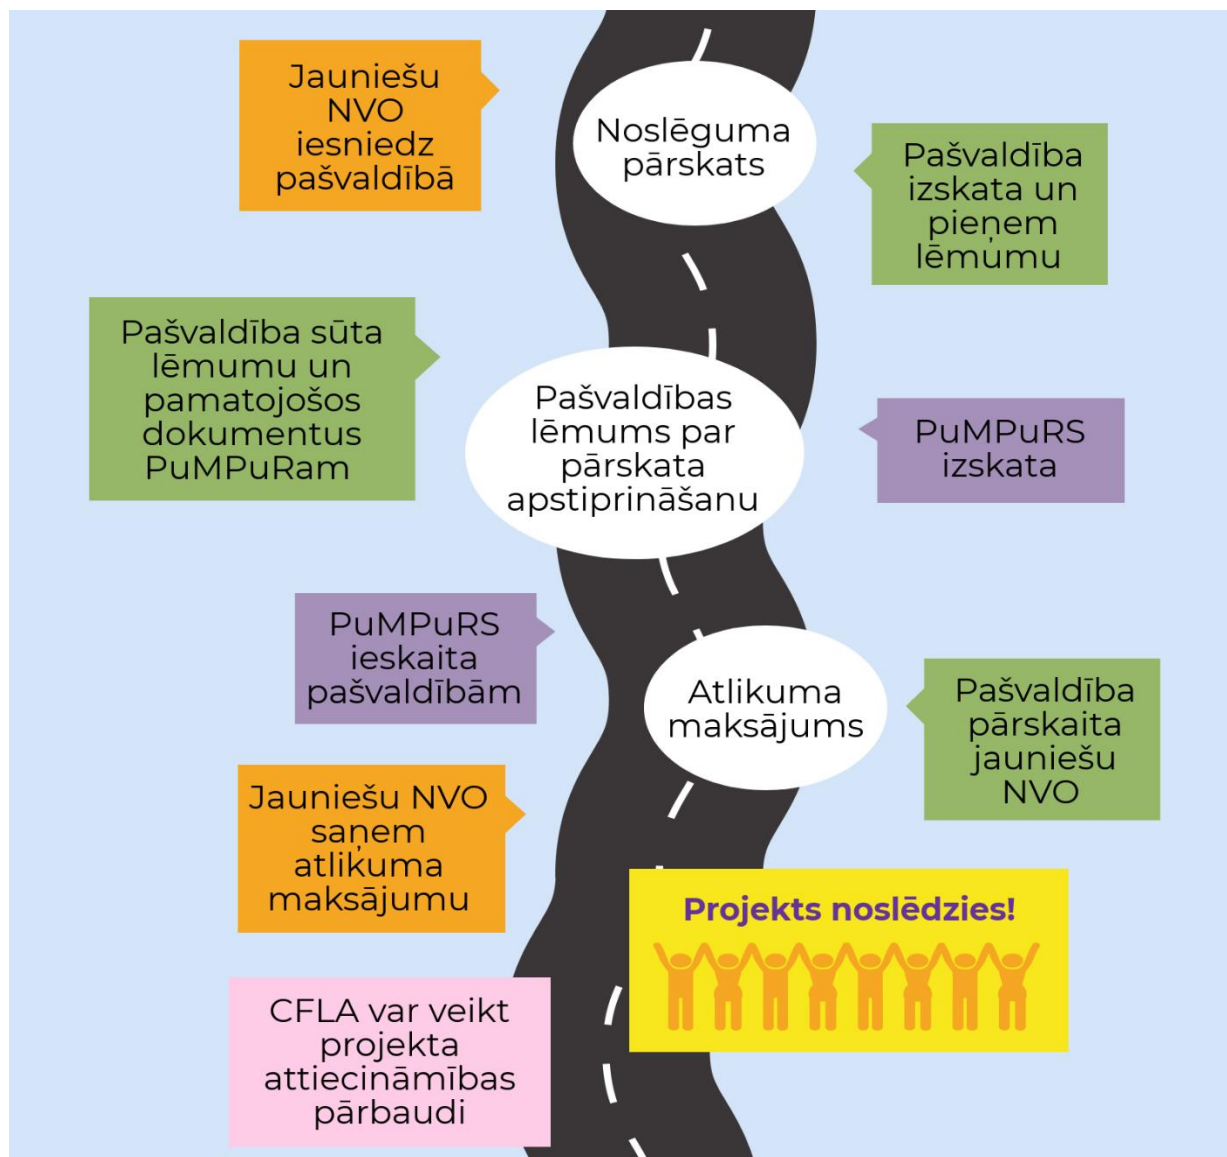 Jauniešu
NVO
iesniedz
pašvaldībā
Noslēguma
pārskats
Pašvaldība
izskata un
pieņem
lēmumu
Pašvaldība sūta
lēmumu un
pamatojošos
dokumentus
PuMPuRam
Pašvaldības
lēmums par
pārskata
apstiprināšanu
PuMPuRS
izskata
PuMPuRS
ieskaita
pašvaldībām
Atlikuma
maksājums
Pašvaldība
pārskaita
jauniešu
NVO
Jauniešu NVO
saņem
atlikuma
maksājumu
Projekts noslēdzies!
CFLA var veikt
projekta
attiecināmības
pārbaudi